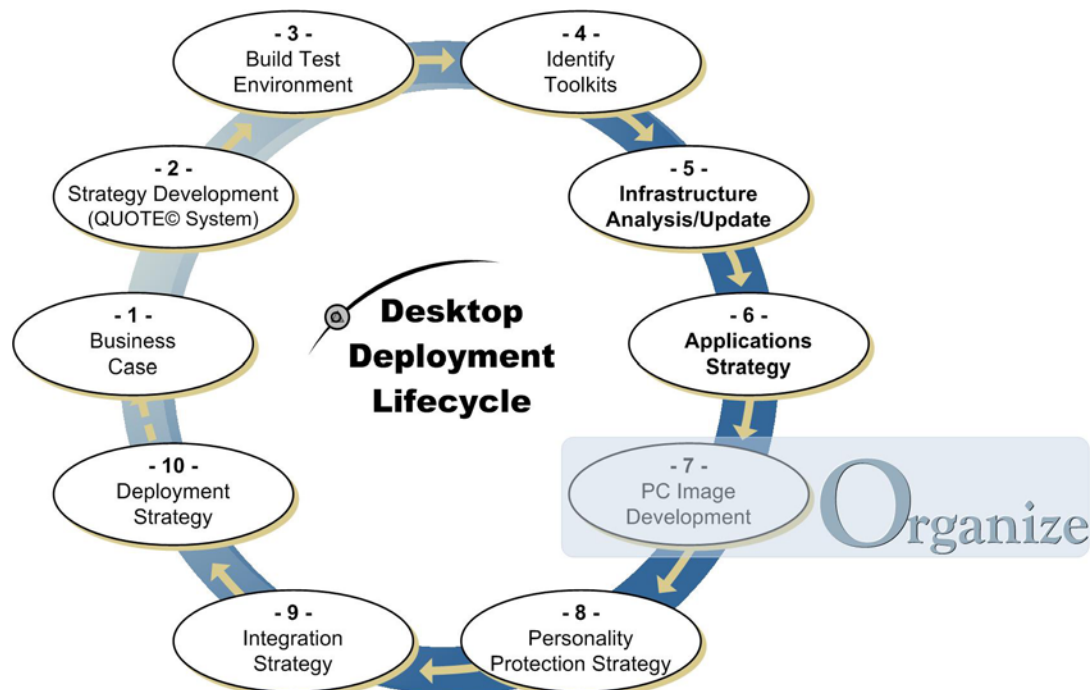 - 1 -
Business
Case
- 2 -
Strategy Development
(QUOTE© System)
- 3 -
Build Test
Environment
- 4 -
Identify
Toolkits
- 5 -
Infrastructure
Analysis/Update
- 6 -
Applications
Strategy
- 7 -
PC Image
Development
Organize
- 8 -
Personality
Protection Strategy
- 9 -
Integration
Strategy
- 10 -
Deployment
Strategy
Desktop
Deployment
Lifecycle